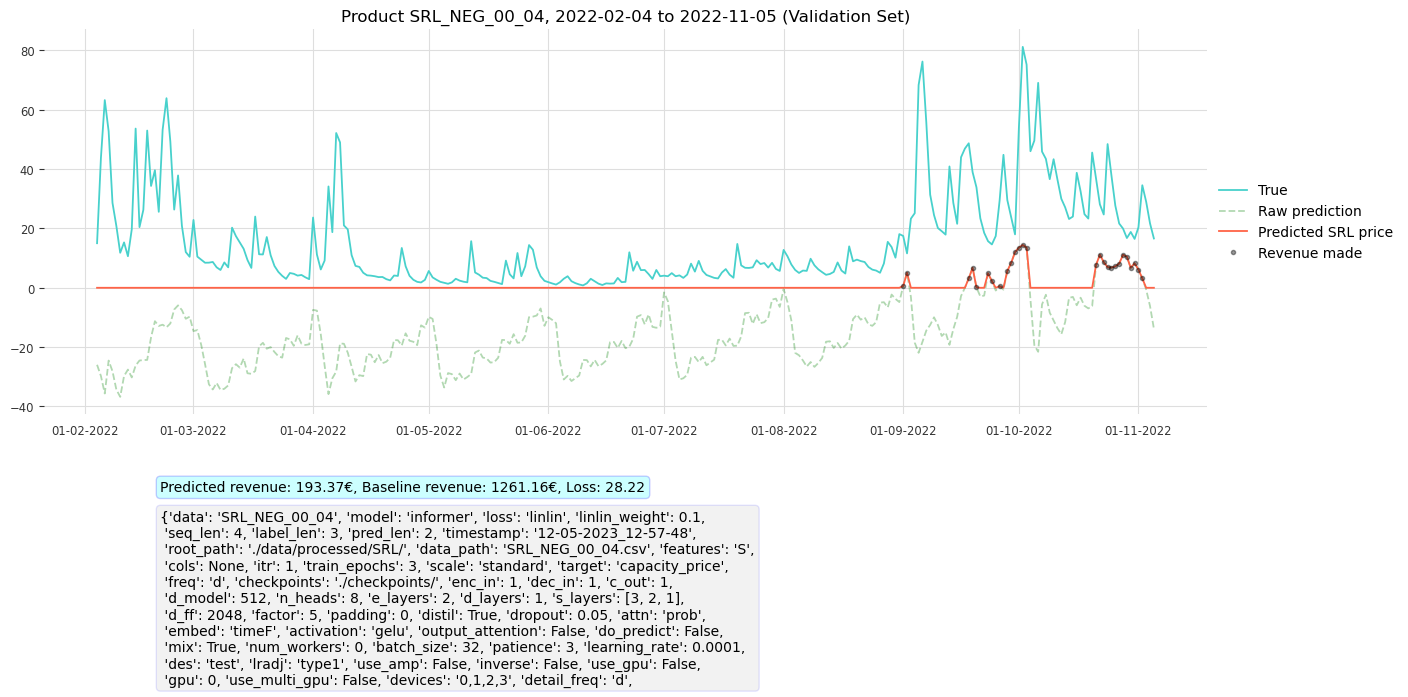 Product SRL_NEG_00_04, 2022-02-04 to 2022-11-05 (Validation Set)
80
60
40
20
0
−20
−40
01-02-2022
01-03-2022
01-04-2022
01-05-2022
01-06-2022
01-07-2022
01-08-2022
01-09-2022
01-10-2022
01-11-2022
True
Raw prediction
Predicted SRL price
Revenue made
Predicted revenue: 193.37€, Baseline revenue: 1261.16€, Loss: 28.22
{'data': 'SRL_NEG_00_04', 'model': 'informer', 'loss': 'linlin', 'linlin_weight': 0.1,
'seq_len': 4, 'label_len': 3, 'pred_len': 2, 'timestamp': '12-05-2023_12-57-48',
'root_path': './data/processed/SRL/', 'data_path': 'SRL_NEG_00_04.csv', 'features': 'S',
'cols': None, 'itr': 1, 'train_epochs': 3, 'scale': 'standard', 'target': 'capacity_price',
'freq': 'd', 'checkpoints': './checkpoints/', 'enc_in': 1, 'dec_in': 1, 'c_out': 1,
'd_model': 512, 'n_heads': 8, 'e_layers': 2, 'd_layers': 1, 's_layers': [3, 2, 1],
'd_ff': 2048, 'factor': 5, 'padding': 0, 'distil': True, 'dropout': 0.05, 'attn': 'prob',
'embed': 'timeF', 'activation': 'gelu', 'output_attention': False, 'do_predict': False,
'mix': True, 'num_workers': 0, 'batch_size': 32, 'patience': 3, 'learning_rate': 0.0001,
'des': 'test', 'lradj': 'type1', 'use_amp': False, 'inverse': False, 'use_gpu': False,
'gpu': 0, 'use_multi_gpu': False, 'devices': '0,1,2,3', 'detail_freq': 'd',